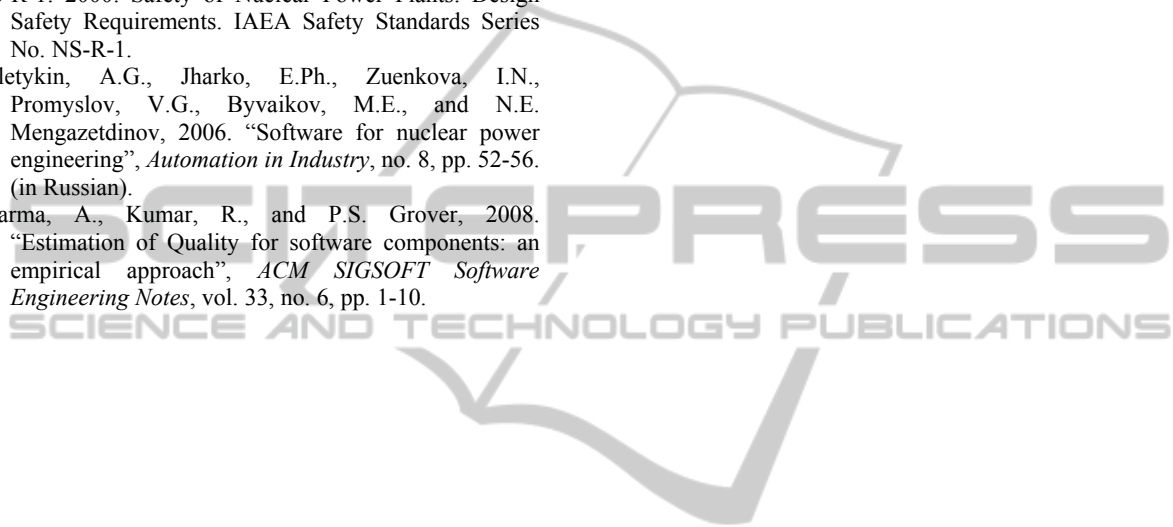 R-1. 2000. Safety of Nuclear Power Plants: Design
Safety Requirements. IAEA Safety Standards Series
No. NS-R-1.
letykin, A.G., Jharko, E.Ph., Zuenkova, I.N.,
Promyslov, V.G., Byvaikov, M.E., and N.E.
Mengazetdinov, 2006. “Software for nuclear power
engineering”, Automation in Industry, no. 8, pp. 52-56.
(in Russian).
arma, A., Kumar, R., and P.S. Grover, 2008.
“Estimation of Quality for software components: an
empirical approach”, ACM SIGSOFT Software
Engineering Notes, vol. 33, no. 6, pp. 1-10.
SCITEPRESS
SCIENCE AND TECHNOLOGY PUBLICATIONS